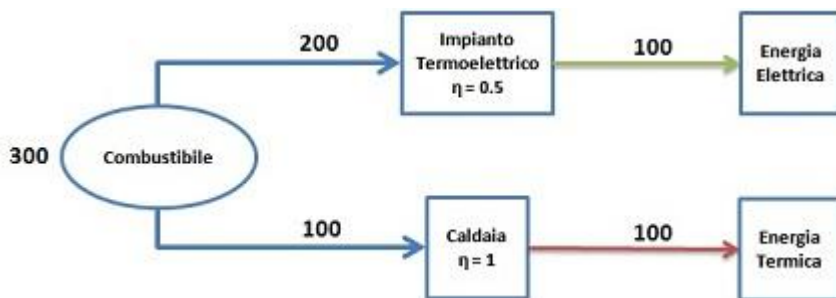 200
Impianto
Termoelettrico
η = 0.5
100
Energia
Elettrica
300
Combustibile
100
Caldaia
η = 1
100
Energia
Termica